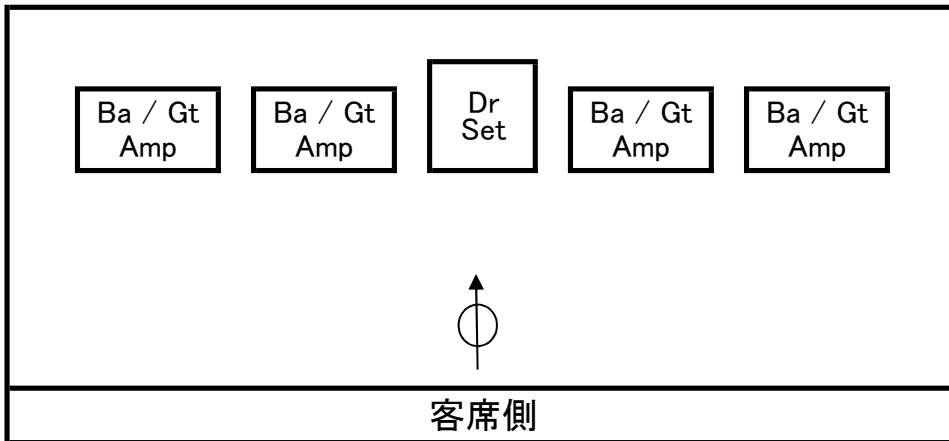 Ba / Gt
Amp
Ba / Gt
Amp
Dr
Set
Ba / Gt
Amp
Ba / Gt
Amp
客席側